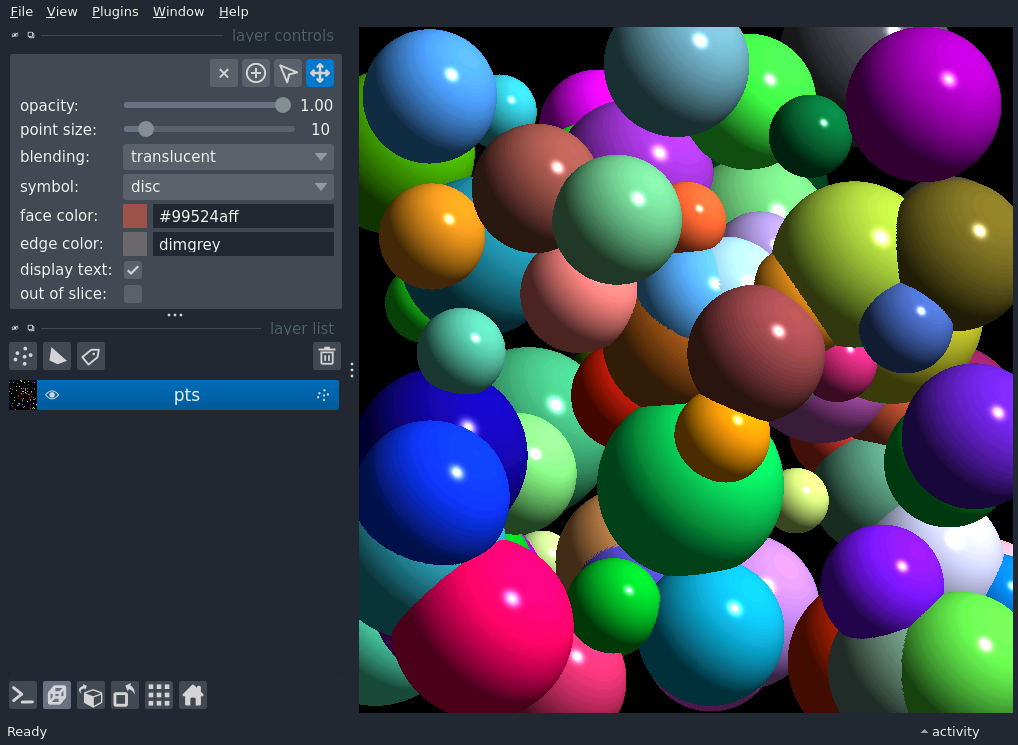 File View Plugins Window Help
layer controls
opacity: 1.00
point size: 10
blending: translucent
symbol: disc
face color: #99524aff
edge color: dimgrey
display text:
out of slice:
layer list
pts
Ready activity